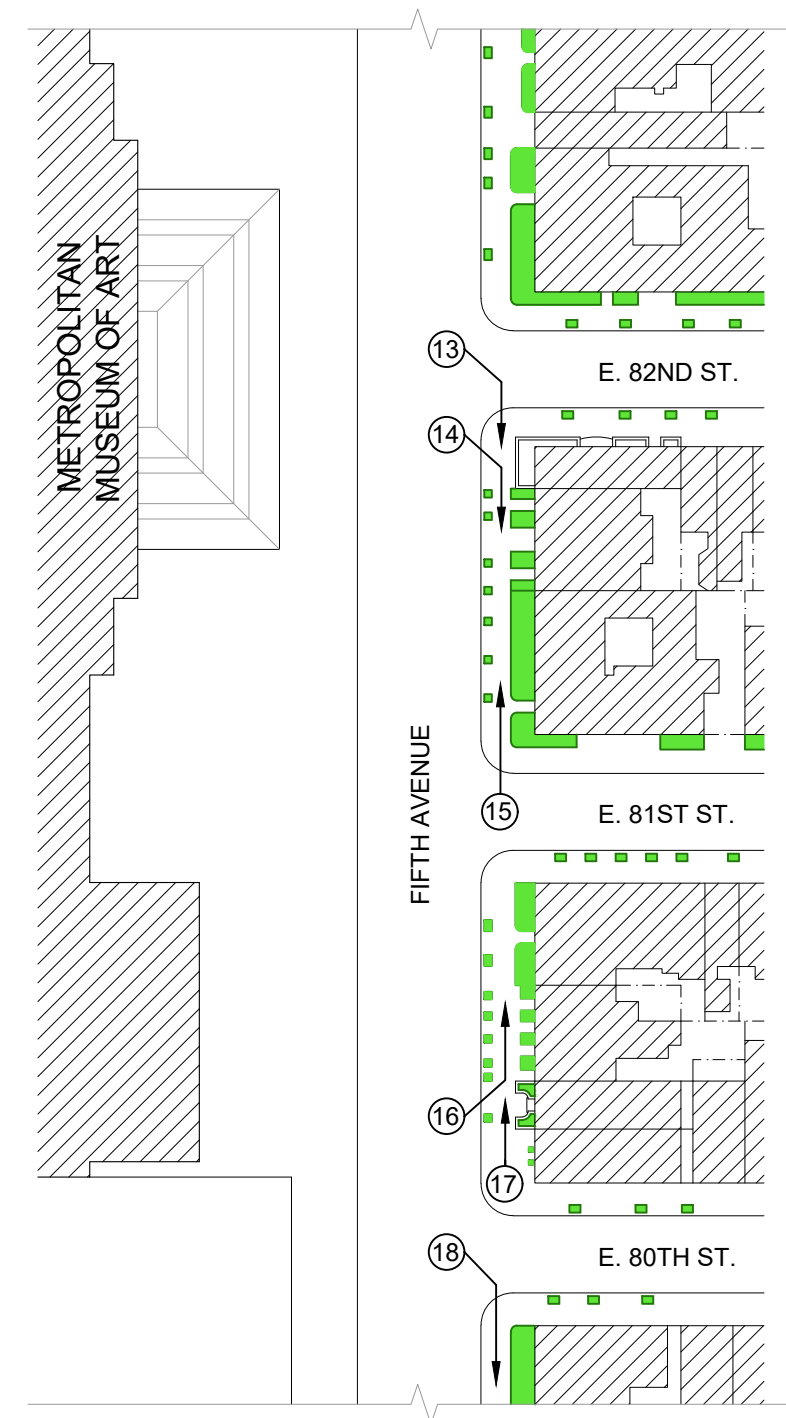 METROPOLITAN
MUSEUM OF ART
13
E. 82ND ST.
14
FIFTH AVENUE
15
E. 81ST ST.
16
17
18
E. 80TH ST.